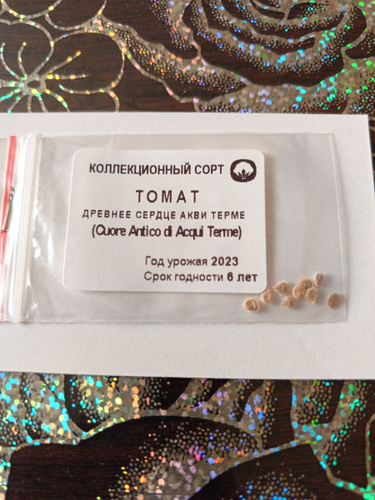 КОЛЛЕКЦИОННЫЙ СОРТ
ТОМАТ
ДРЕВНЕЕ СЕРДЦЕ АКВИ ТЕРМЕ
(Cuore Antico di Acqui Terme)
Год урожая 2023
Срок годности 6 лет